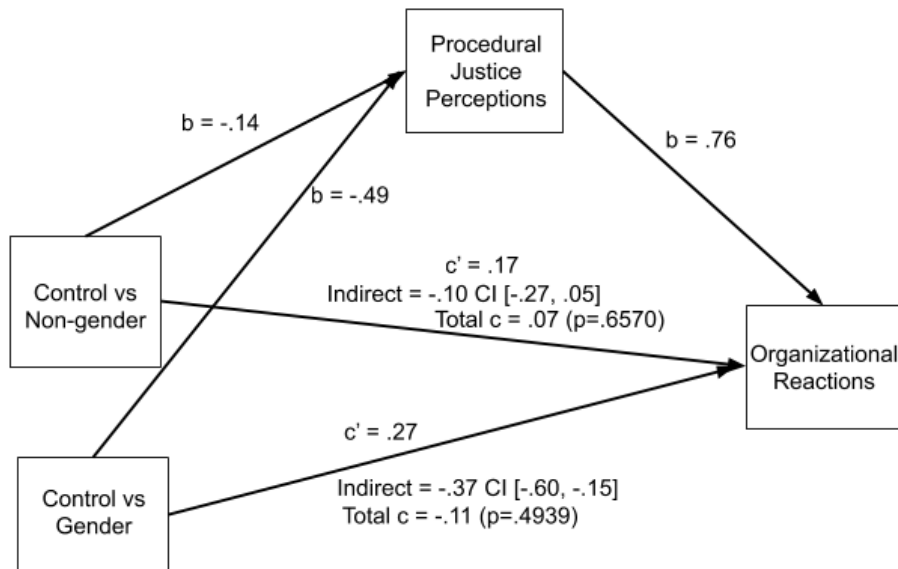 Procedural
Justice
Perceptions
b = -.14
b = .76
b = -.49
Control vs
Non-gender
c’ = .17
Indirect = -.10 CI [-.27, .05]
Total c = .07 (p=.6570)
Organizational
Reactions
c’ = .27
Control vs
Gender
Indirect = -.37 CI [-.60, -.15]
Total c = -.11 (p=.4939)